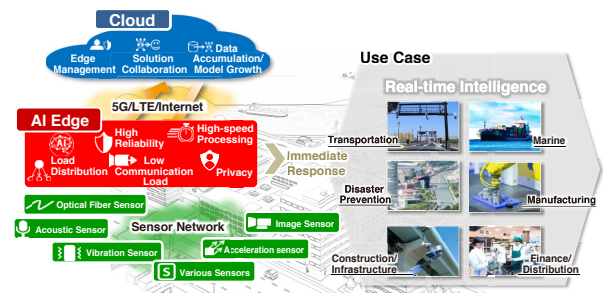 Cloud
Edge
Management
Solution
Collaboration
Data
Accumulation/
Model Growth
5G/LTE/Internet
AI Edge
AI
High
Reliability
High-speed
Processing
Load
Distribution
Low
Communication
Load
Privacy
Immediate
Response
Optical Fiber Sensor
Acoustic Sensor
Sensor Network
Image Sensor
Vibration Sensor
Acceleration sensor
S Various Sensors
Use Case
Real-time Intelligence
Transportation
Marine
Disaster
Prevention
Manufacturing
Construction/
Infrastructure
Finance/
Distribution